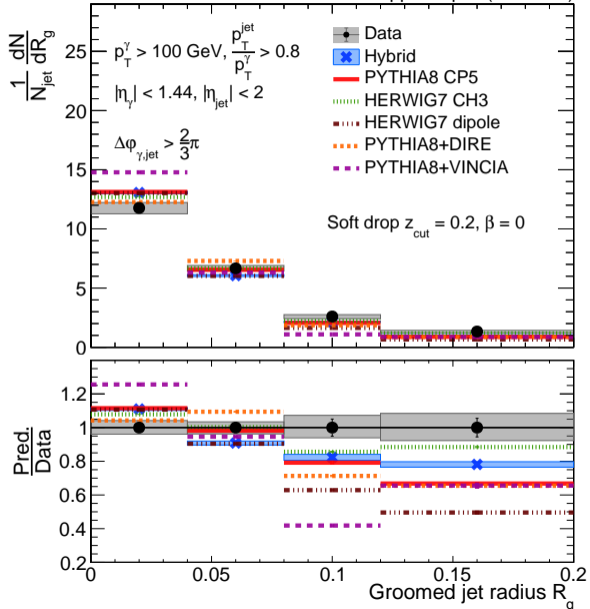 1/N_jet dN/dR_g
25
20
15
10
5
0
p_T^γ > 100 GeV, p_T^jet/p_T^γ > 0.8
|η_γ| < 1.44, |η_jet| < 2
Δφ_γ,jet > 2/3 π
Data
Hybrid
PYTHIA8 CP5
HERWIG7 CH3
HERWIG7 dipole
PYTHIA8+DIRE
PYTHIA8+VINCIA
Soft drop z_cut = 0.2, β = 0
Pred./Data
1.2
1
0.8
0.6
0.4
0.2
0 0.05 0.1 0.15 0.2
Groomed jet radius R_g